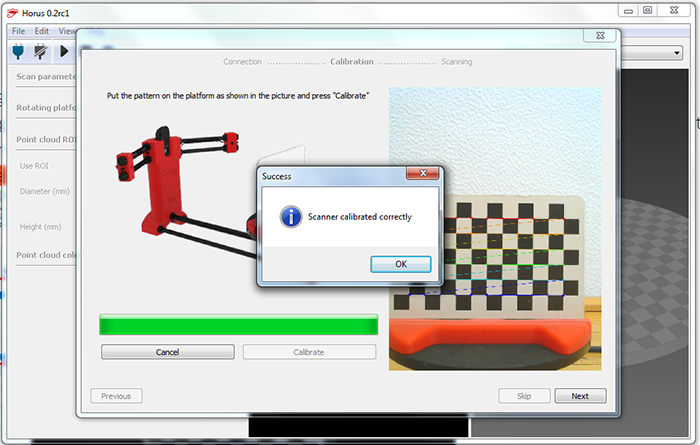 Horus 0.2rc1
File Edit View
Scan parame
Rotating platfo
Point cloud RO
Use ROI
Diameter (mm)
Height (mm)
Point cloud colo
Connection ..................... Calibration ..................... Scanning
Put the pattern on the platform as shown in the picture and press "Calibrate"
Success
Scanner calibrated correctly
OK
Cancel
Calibrate
Previous
Skip
Next